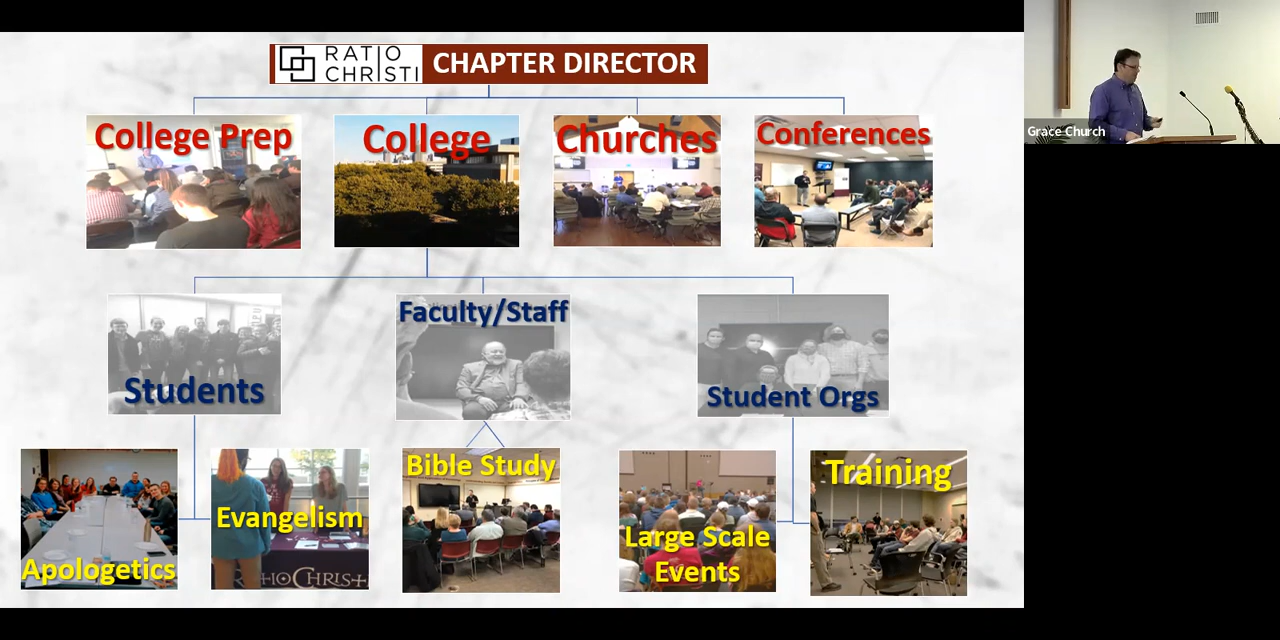 RATIO
CHRISTI
CHAPTER DIRECTOR
Grace Church
College Prep
College
Churches
Conferences
Students
Faculty/Staff
Student Orgs
Apologetics
Evangelism
Bible Study
Large Scale
Events
Training